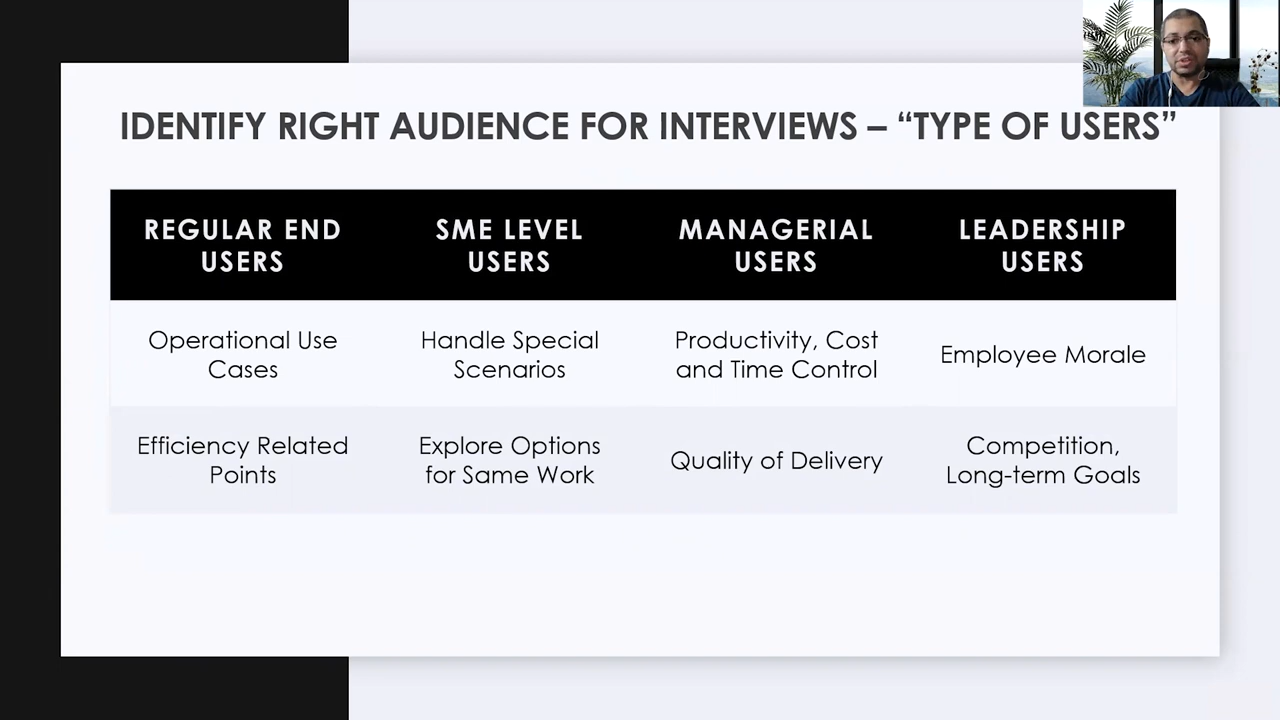 IDENTIFY RIGHT AUDIENCE FOR INTERVIEWS – “TYPE OF USERS”
REGULAR END
USERS
SME LEVEL
USERS
MANAGERIAL
USERS
LEADERSHIP
USERS
Operational Use
Cases
Handle Special
Scenarios
Productivity, Cost
and Time Control
Employee Morale
Efficiency Related
Points
Explore Options
for Same Work
Quality of Delivery
Competition,
Long-term Goals